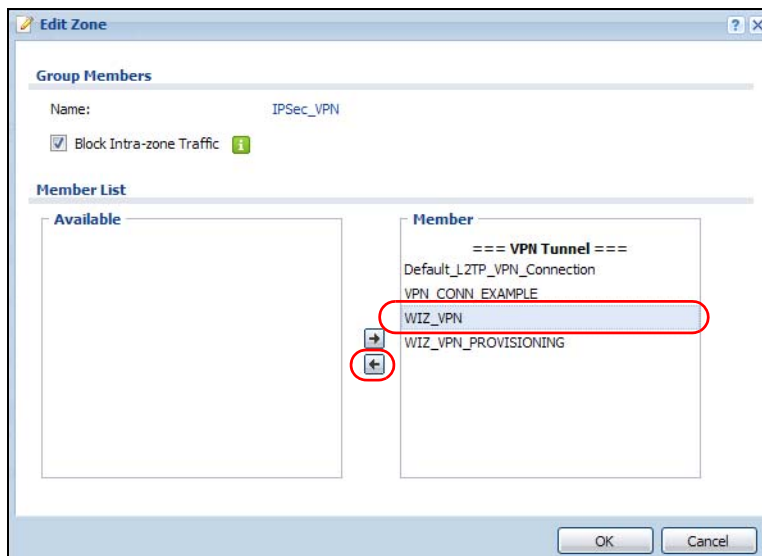 Edit Zone
Group Members
Name: IPSec_VPN
Block Intra-zone Traffic
Member List
Available
Member
=== VPN Tunnel ===
Default_L2TP_VPN_Connection
VPN_CONN_EXAMPLE
WIZ_VPN
WIZ_VPN_PROVISIONING
OK Cancel